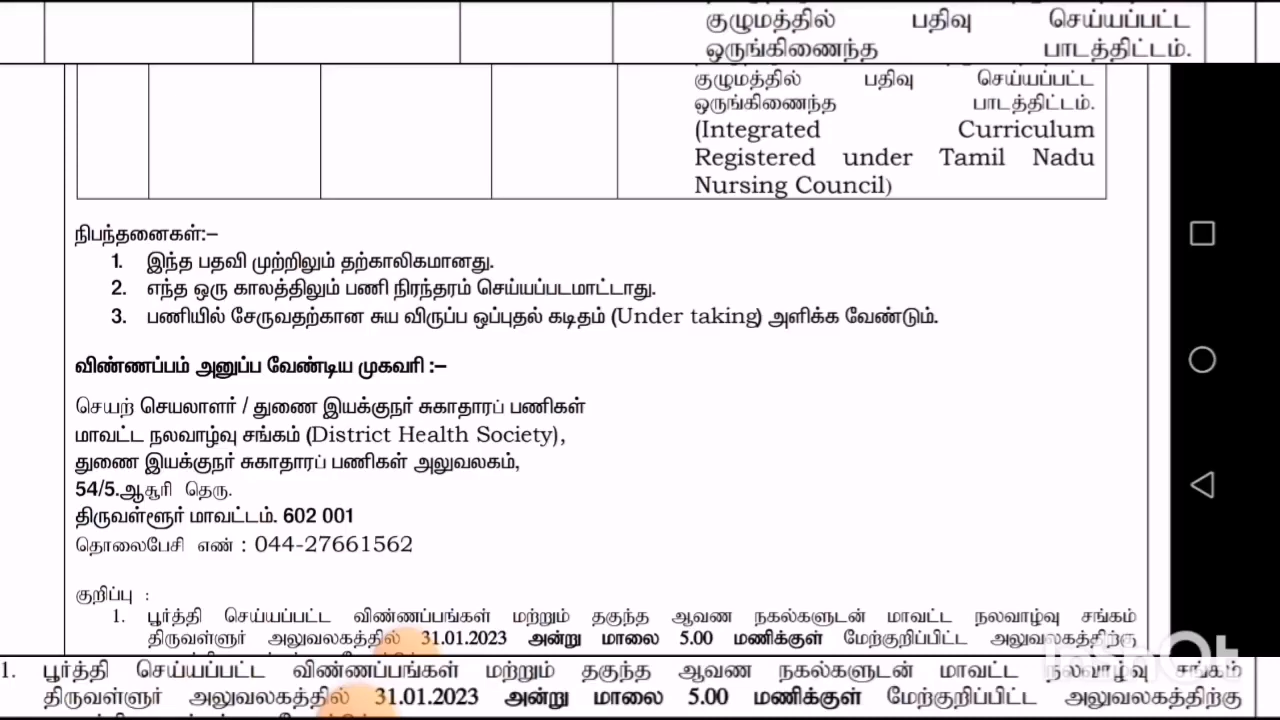 குழுமத்தில் பதிவு செய்யப்பட்ட
ஒருங்கிணைந்த பாடத்திட்டம்.
குழுமத்தில் பதிவு செய்யப்பட்ட
ஒருங்கிணைந்த பாடத்திட்டம்.
(Integrated Curriculum
Registered under Tamil Nadu
Nursing Council)
நிபந்தனைகள்:–
1. இந்த பதவி முற்றிலும் தற்காலிகமானது.
2. எந்த ஒரு காலத்திலும் பணி நிரந்தரம் செய்யப்படமாட்டாது.
3. பணியில் சேருவதற்கான சுய விருப்ப ஒப்புதல் கடிதம் (Under taking) அளிக்க வேண்டும்.
விண்ணப்பம் அனுப்ப வேண்டிய முகவரி :–
செயற் செயலாளர் / துணை இயக்குநர் சுகாதாரப் பணிகள்
மாவட்ட நலவாழ்வு சங்கம் (District Health Society),
துணை இயக்குநர் சுகாதாரப் பணிகள் அலுவலகம்,
54/5.ஆசூரி தெரு.
திருவள்ளூர் மாவட்டம். 602 001
தொலைபேசி எண் : 044-27661562
குறிப்பு :
1. பூர்த்தி செய்யப்பட்ட விண்ணப்பங்கள் மற்றும் தகுந்த ஆவண நகல்களுடன் மாவட்ட நலவாழ்வு சங்கம்
திருவள்ளுர் அலுவலகத்தில் 31.01.2023 அன்று மாலை 5.00 மணிக்குள் மேற்குறிப்பிட்ட அலுவலகத்திற்கு
1. பூர்த்தி செய்யப்பட்ட விண்ணப்பங்கள் மற்றும் தகுந்த ஆவண நகல்களுடன் மாவட்ட நலவாழ்வு சங்கம்
திருவள்ளுர் அலுவலகத்தில் 31.01.2023 அன்று மாலை 5.00 மணிக்குள் மேற்குறிப்பிட்ட அலுவலகத்திற்கு